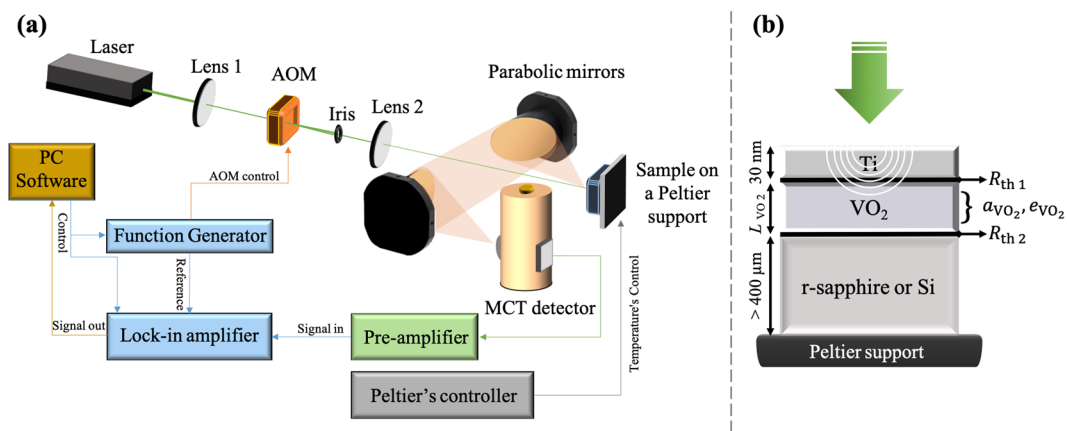 (a)
Laser
Lens 1
AOM
Iris
Lens 2
Parabolic mirrors
Sample on
a Peltier
support
PC
Software
AOM control
Control
Function Generator
Reference
MCT detector
Temperature's Control
Signal out
Lock-in amplifier
Signal in
Pre-amplifier
Peltier's controller
(b)
30 nm
Ti
R_th 1
L_VO 2
VO₂
a_VO₂, e_VO₂
R_th 2
> 400 μm
r-sapphire or Si
Peltier support